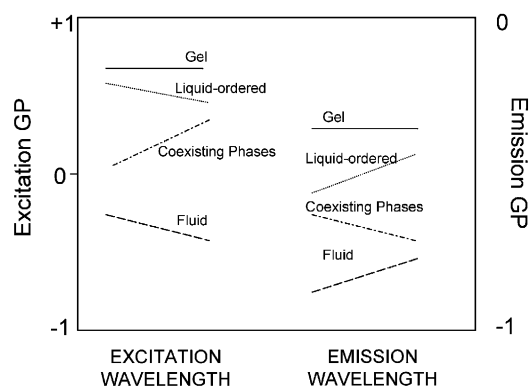 +1
0
-1
Excitation GP
Gel
Liquid-ordered
Coexisting Phases
Fluid
Gel
Liquid-ordered
Coexisting Phases
Fluid
0
-1
Emission GP
EXCITATION
WAVELENGTH
EMISSION
WAVELENGTH